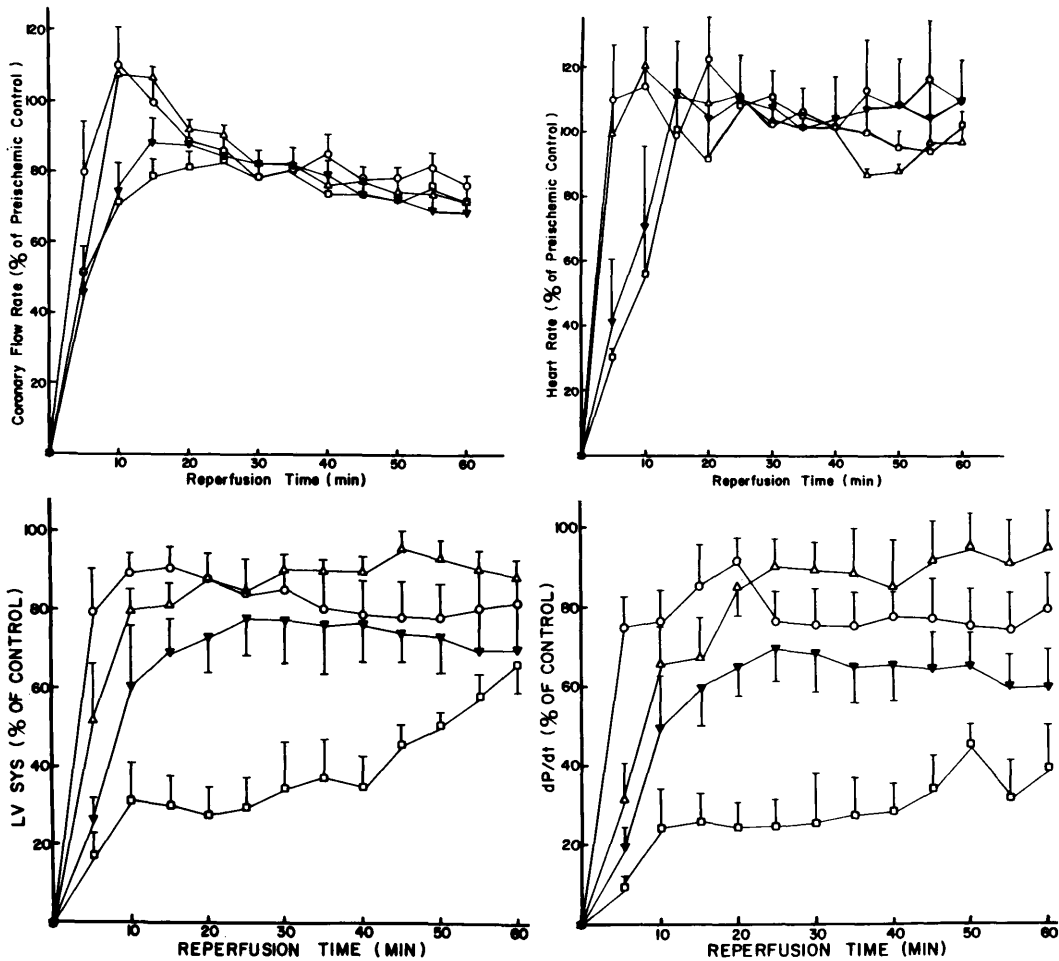 Coronary Flow Rate (% of Preischemic Control)
120
100
80
60
40
20
10 20 30 40 50 60
Reperfusion Time (min)
Heart Rate (% of Preischemic Control)
120
100
80
60
40
20
10 20 30 40 50 60
Reperfusion Time (min)
LV SYS (% OF CONTROL)
100
80
60
40
20
10 20 30 40 50 60
REPERFUSION TIME (MIN)
dP/dt (% OF CONTROL)
100
80
60
40
20
10 20 30 40 50 60
REPERFUSION TIME (MIN)